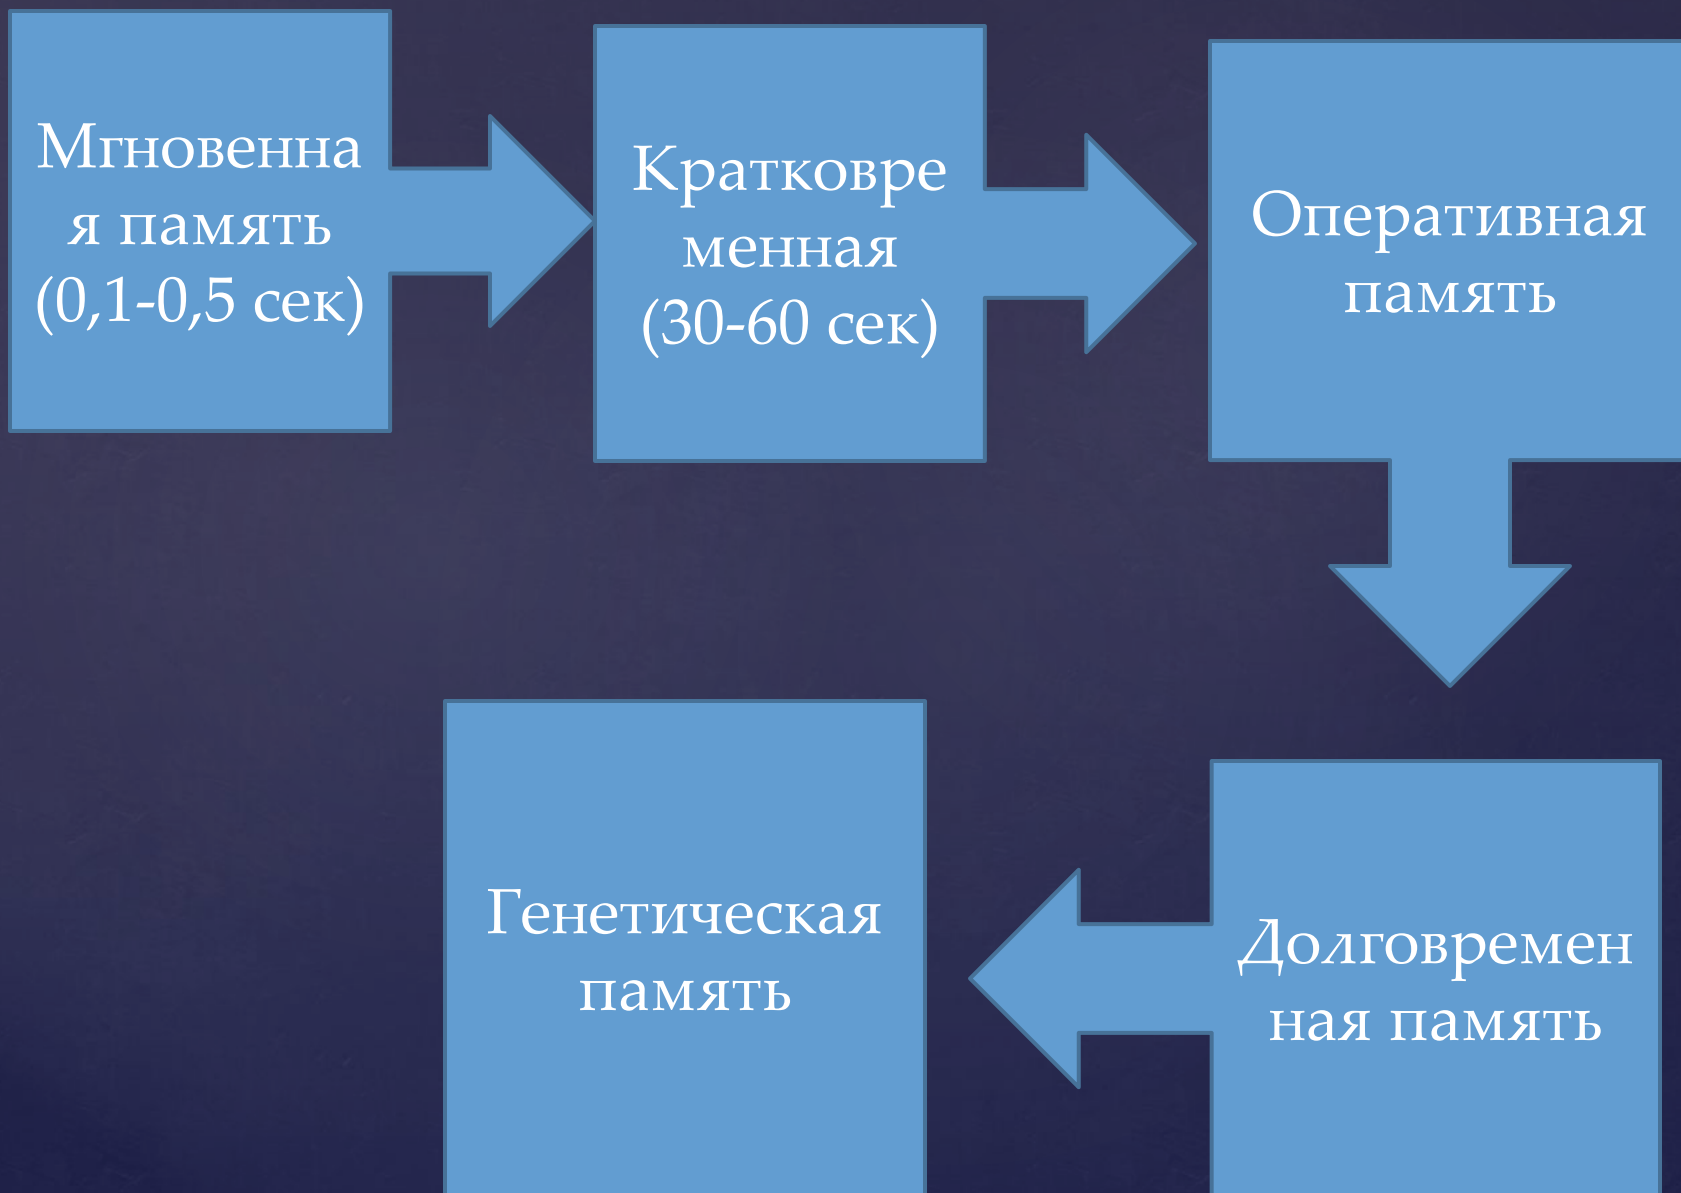 Мгновенна
я память
(0,1-0,5 сек)
Кратковре
менная
(30-60 сек)
Оперативная
память
Долговремен
ная память
Генетическая
память